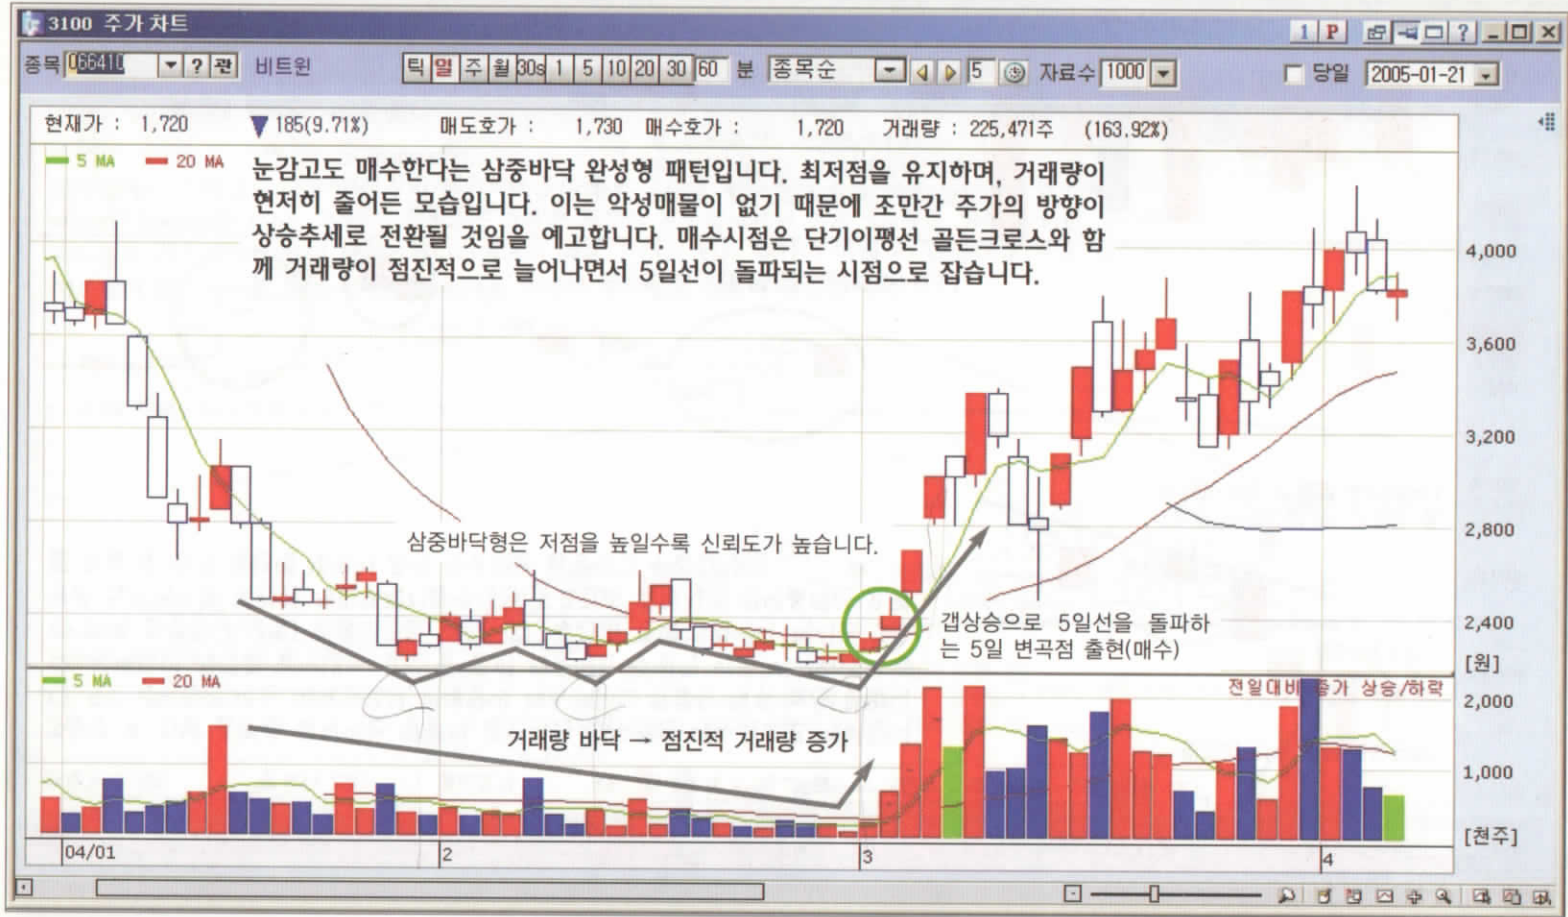 3100 주가 차트
1 P ?
종목 066410 ? 관 비트윈 틱 일 주 월 30s 1 5 10 20 30 60 분 종목순 5 자료수 1000 당일 2005-01-21
현재가 : 1,720 ▼ 185(9.71%) 매도호가 : 1,730 매수호가 : 1,720 거래량 : 225,471주 (163.92%)
5 MA 20 MA
눈감고도 매수한다는 삼중바닥 완성형 패턴입니다. 최저점을 유지하며, 거래량이
현저히 줄어든 모습입니다. 이는 악성매물이 없기 때문에 조만간 주가의 방향이
상승추세로 전환될 것임을 예고합니다. 매수시점은 단기이평선 골든크로스와 함
께 거래량이 점진적으로 늘어나면서 5일선이 돌파되는 시점으로 잡습니다.
4,000
3,600
3,200
2,800
삼중바닥형은 저점을 높일수록 신뢰도가 높습니다.
2,400
갭상승으로 5일선을 돌파하
는 5일 변곡점 출현(매수)
[원]
5 MA 20 MA
전일대비 종가 상승/하락
2,000
거래량 바닥 → 점진적 거래량 증가
1,000
[천주]
04/01 2 3 4